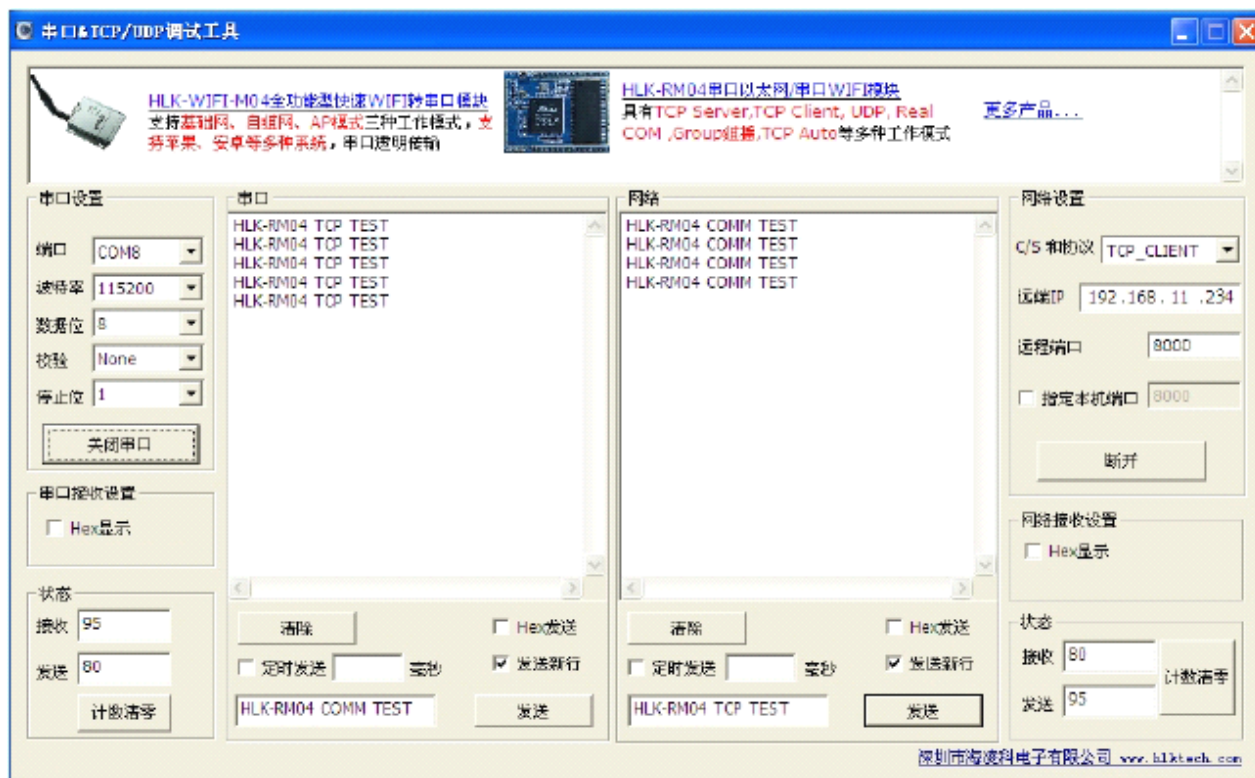 串口&TCP/UDP调试工具
HLK-WIFI-M04全功能型快速WIFI转串口模块
支持基础网、自组网、AP模式三种工作模式，支
持苹果、安卓等多种系统，串口透明传输
HLK-RM04串口以太网/串口WIFI模块
具有TCP Server,TCP Client, UDP, Real
COM ,Group组播,TCP Auto等多种工作模式
更多产品...
串口设置
端口 COM8
波特率 115200
数据位 8
校验 None
停止位 1
关闭串口
串口接收设置
Hex显示
状态
接收 95
发送 80
计数清零
串口
HLK-RM04 TCP TEST
HLK-RM04 TCP TEST
HLK-RM04 TCP TEST
HLK-RM04 TCP TEST
HLK-RM04 TCP TEST
清除
Hex发送
定时发送 毫秒
发送新行
HLK-RM04 COMM TEST
发送
网络
HLK-RM04 COMM TEST
HLK-RM04 COMM TEST
HLK-RM04 COMM TEST
HLK-RM04 COMM TEST
清除
Hex发送
定时发送 毫秒
发送新行
HLK-RM04 TCP TEST
发送
网络设置
C/S 和协议 TCP_CLIENT
远端IP 192.168. 11 .234
远程端口 8000
指定本机端口 8000
断开
网络接收设置
Hex显示
状态
接收 80
发送 95
计数清零
深圳市海凌科电子有限公司 www.hlktech.com